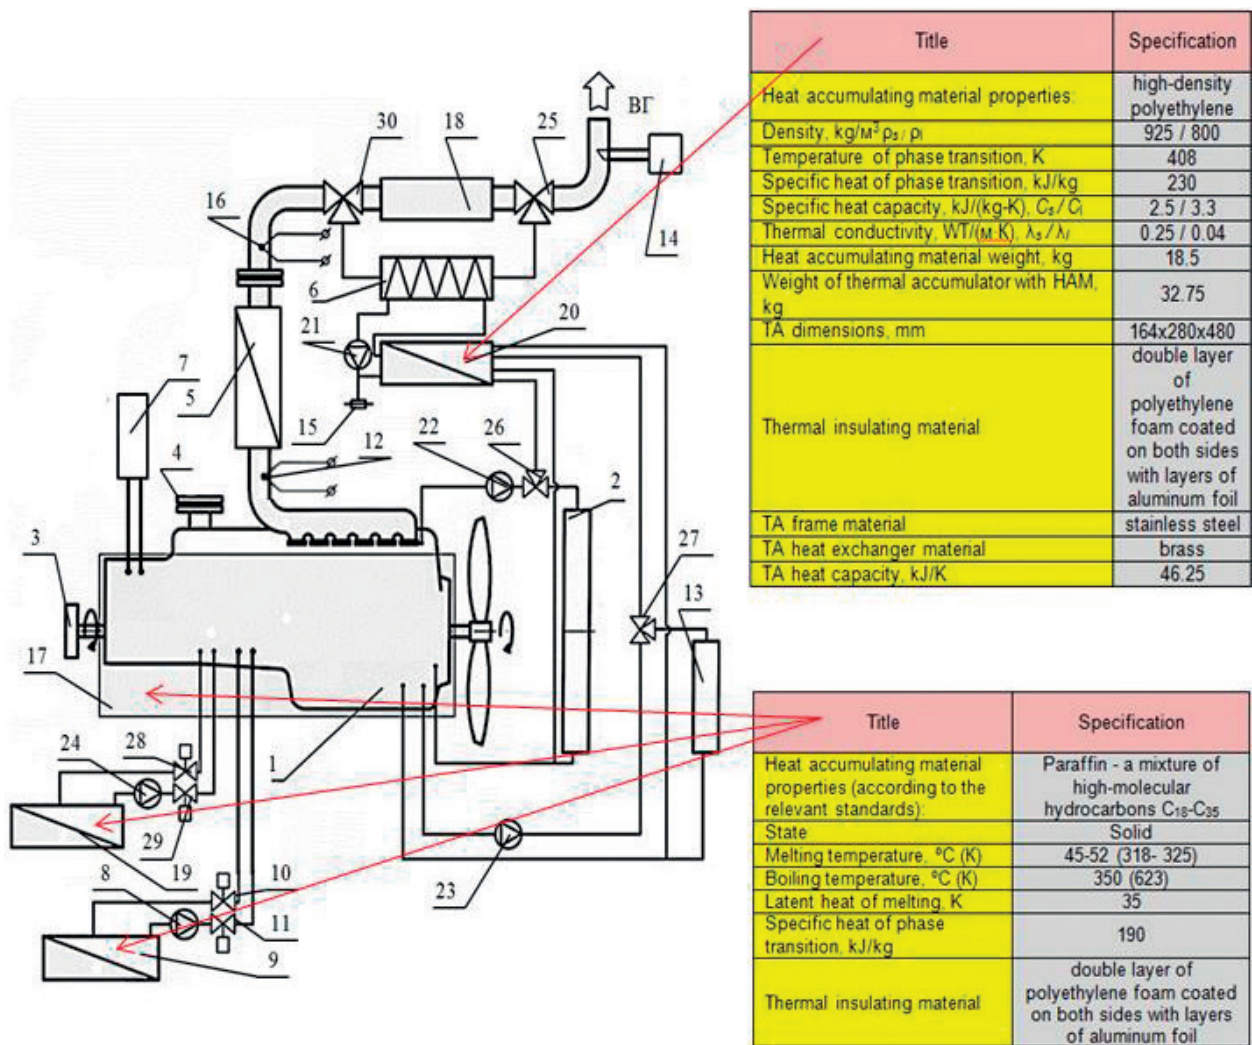 Title
Specification
Heat accumulating material properties:
high-density
polyethylene
Density, kg/м³ ρs / ρl
925 / 800
Temperature of phase transition, K
408
Specific heat of phase transition, kJ/kg
230
Specific heat capacity, kJ/(kg-K), Cs / Cl
2.5 / 3.3
Thermal conductivity, WT/(м·K), λs / λl
0.25 / 0.04
Heat accumulating material weight, kg
18.5
Weight of thermal accumulator with HAM,
kg
32.75
TA dimensions, mm
164x280x480
Thermal insulating material
double layer
of
polyethylene
foam coated
on both sides
with layers of
aluminum foil
TA frame material
stainless steel
TA heat exchanger material
brass
TA heat capacity, kJ/K
46.25
ВГ
30
18
25
16
14
6
20
21
7
5
15
22
26
12
4
2
3
27
13
17
28
24
1
29
19
8
10
23
11
9
Title
Specification
Heat accumulating material
properties (according to the
relevant standards):
Paraffin - a mixture of
high-molecular
hydrocarbons C₁₈-C₃₅
State
Solid
Melting temperature, ºC (K)
45-52 (318- 325)
Boiling temperature, ºC (K)
350 (623)
Latent heat of melting, K
35
Specific heat of phase
transition, kJ/kg
190
Thermal insulating material
double layer of
polyethylene foam coated
on both sides with layers
of aluminum foil